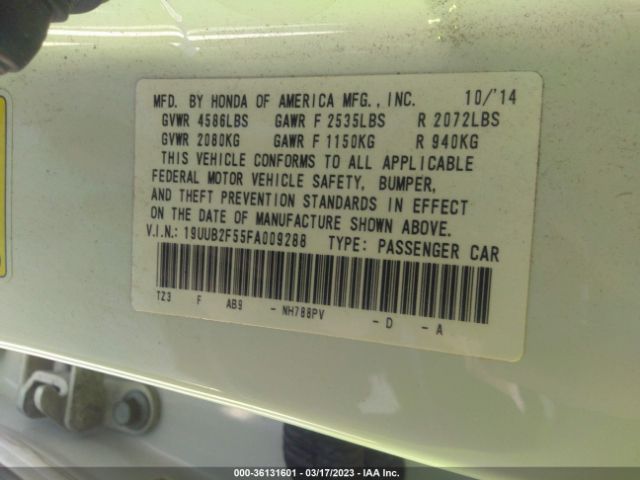 MFD. BY HONDA OF AMERICA MFG., INC. 10/'14
GVWR 4586LBS GAWR F 2535LBS R 2072LBS
GVWR 2080KG GAWR F 1150KG R 940KG
THIS VEHICLE CONFORMS TO ALL APPLICABLE
FEDERAL MOTOR VEHICLE SAFETY, BUMPER,
AND THEFT PREVENTION STANDARDS IN EFFECT
ON THE DATE OF MANUFACTURE SHOWN ABOVE.
V.I.N.: 19UUB2F55FA009288 TYPE: PASSENGER CAR
TZ3 F AB9 - NH788PV - D - A
000-36131601 - 03/17/2023 - IAA Inc.